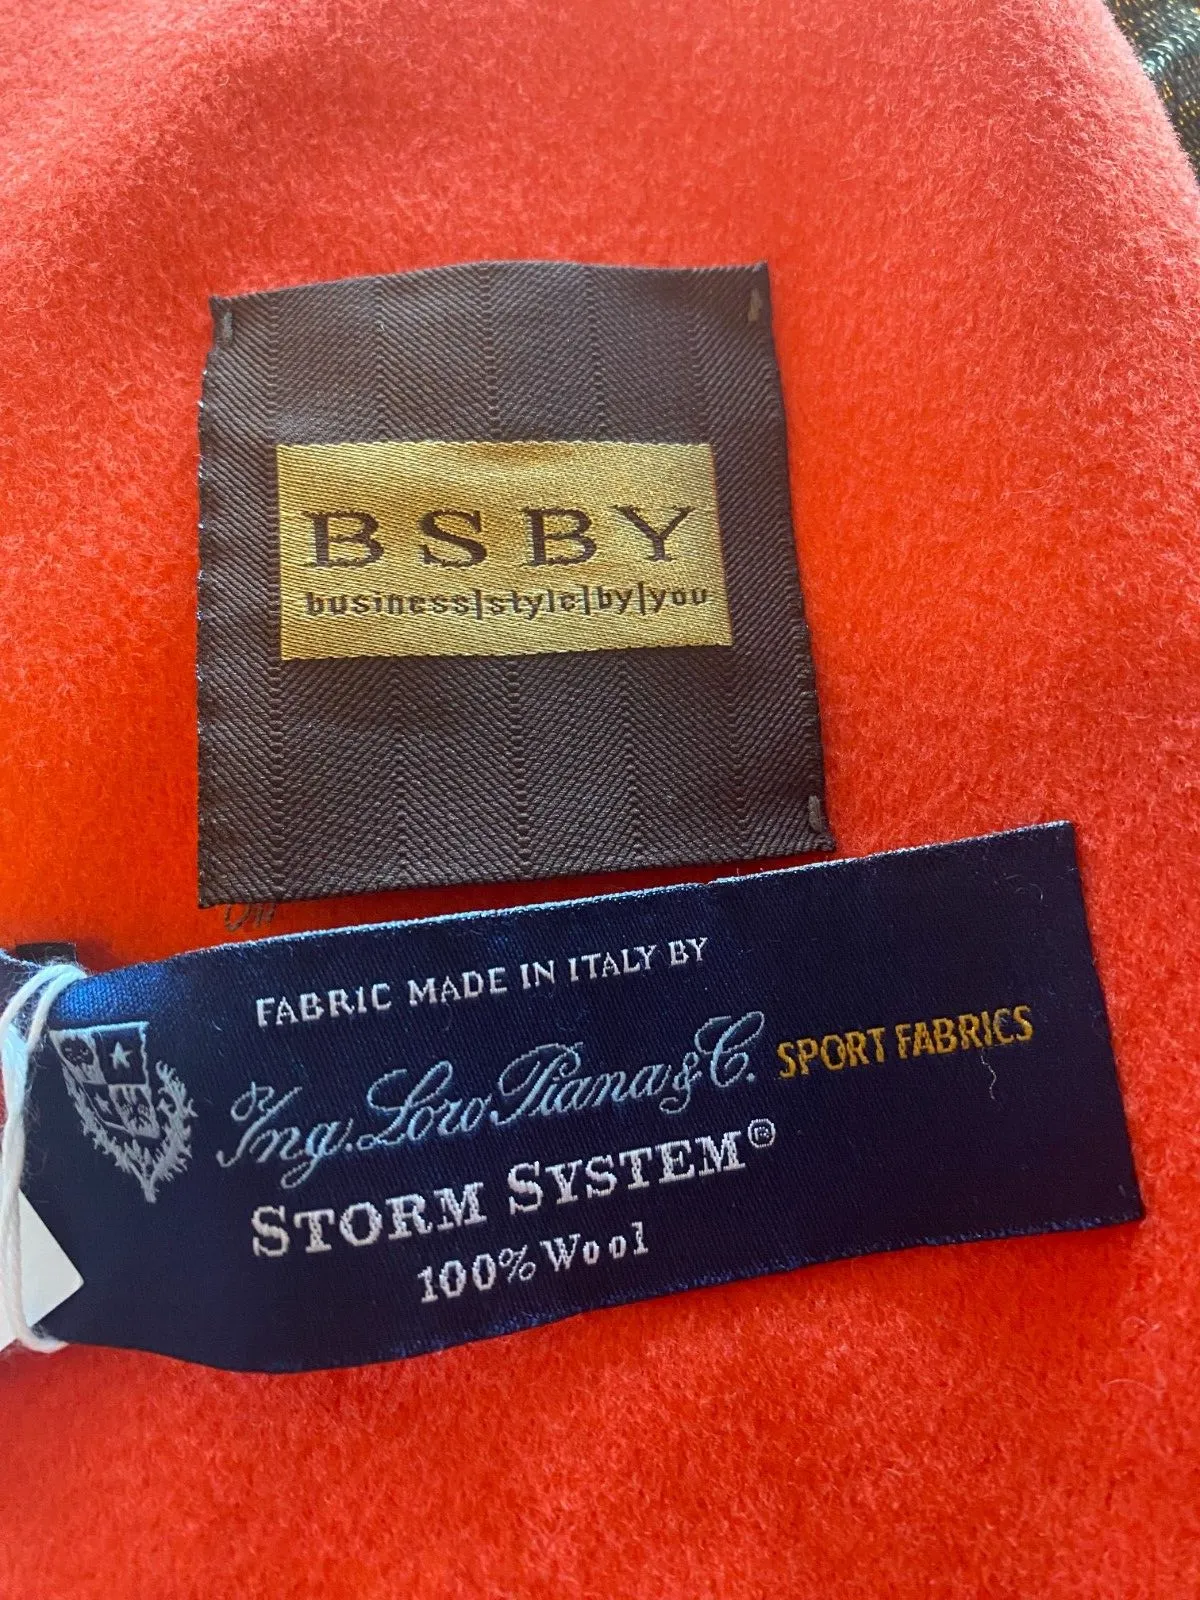 BSBY
business|style|by|you
FABRIC MADE IN ITALY BY
Ing. Loro Piana & C. SPORT FABRICS
STORM SYSTEM®
100% Wool